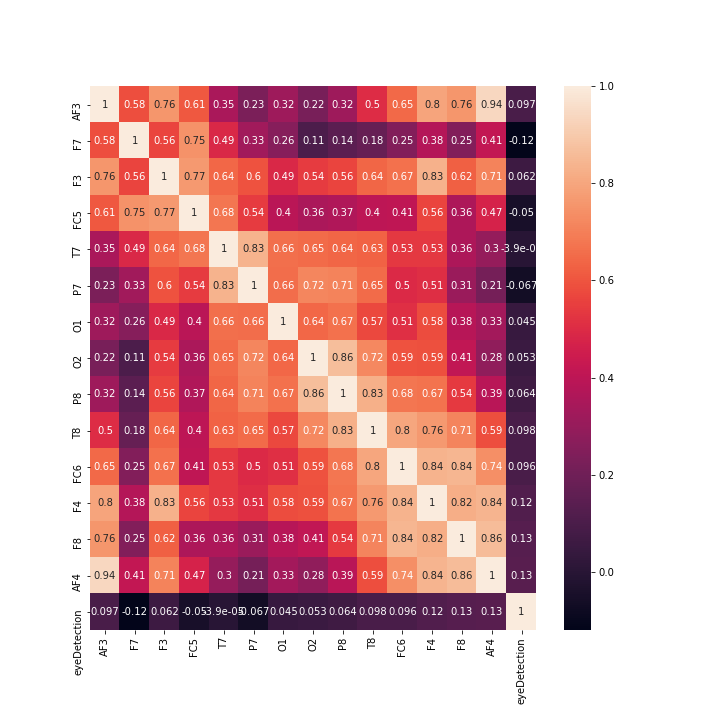 AF3 1 0.58 0.76 0.61 0.35 0.23 0.32 0.22 0.32 0.5 0.65 0.8 0.76 0.94 0.097
F7 0.58 1 0.56 0.75 0.49 0.33 0.26 0.11 0.14 0.18 0.25 0.38 0.25 0.41 -0.12
F3 0.76 0.56 1 0.77 0.64 0.6 0.49 0.54 0.56 0.64 0.67 0.83 0.62 0.71 0.062
FC5 0.61 0.75 0.77 1 0.68 0.54 0.4 0.36 0.37 0.4 0.41 0.56 0.36 0.47 -0.05
T7 0.35 0.49 0.64 0.68 1 0.83 0.66 0.65 0.64 0.63 0.53 0.53 0.36 0.3 -3.9e-0
P7 0.23 0.33 0.6 0.54 0.83 1 0.66 0.72 0.71 0.65 0.5 0.51 0.31 0.21 -0.067
O1 0.32 0.26 0.49 0.4 0.66 0.66 1 0.64 0.67 0.57 0.51 0.58 0.38 0.33 0.045
O2 0.22 0.11 0.54 0.36 0.65 0.72 0.64 1 0.86 0.72 0.59 0.59 0.41 0.28 0.053
P8 0.32 0.14 0.56 0.37 0.64 0.71 0.67 0.86 1 0.83 0.68 0.67 0.54 0.39 0.064
T8 0.5 0.18 0.64 0.4 0.63 0.65 0.57 0.72 0.83 1 0.8 0.76 0.71 0.59 0.098
FC6 0.65 0.25 0.67 0.41 0.53 0.5 0.51 0.59 0.68 0.8 1 0.84 0.84 0.74 0.096
F4 0.8 0.38 0.83 0.56 0.53 0.51 0.58 0.59 0.67 0.76 0.84 1 0.82 0.84 0.12
F8 0.76 0.25 0.62 0.36 0.36 0.31 0.38 0.41 0.54 0.71 0.84 0.82 1 0.86 0.13
AF4 0.94 0.41 0.71 0.47 0.3 0.21 0.33 0.28 0.39 0.59 0.74 0.84 0.86 1 0.13
eyeDetection 0.097 -0.12 0.062 -0.05 -3.9e-05 -0.067 0.045 0.053 0.064 0.098 0.096 0.12 0.13 0.13 1
AF3 F7 F3 FC5 T7 P7 O1 O2 P8 T8 FC6 F4 F8 AF4 eyeDetection
1.0
0.8
0.6
0.4
0.2
0.0